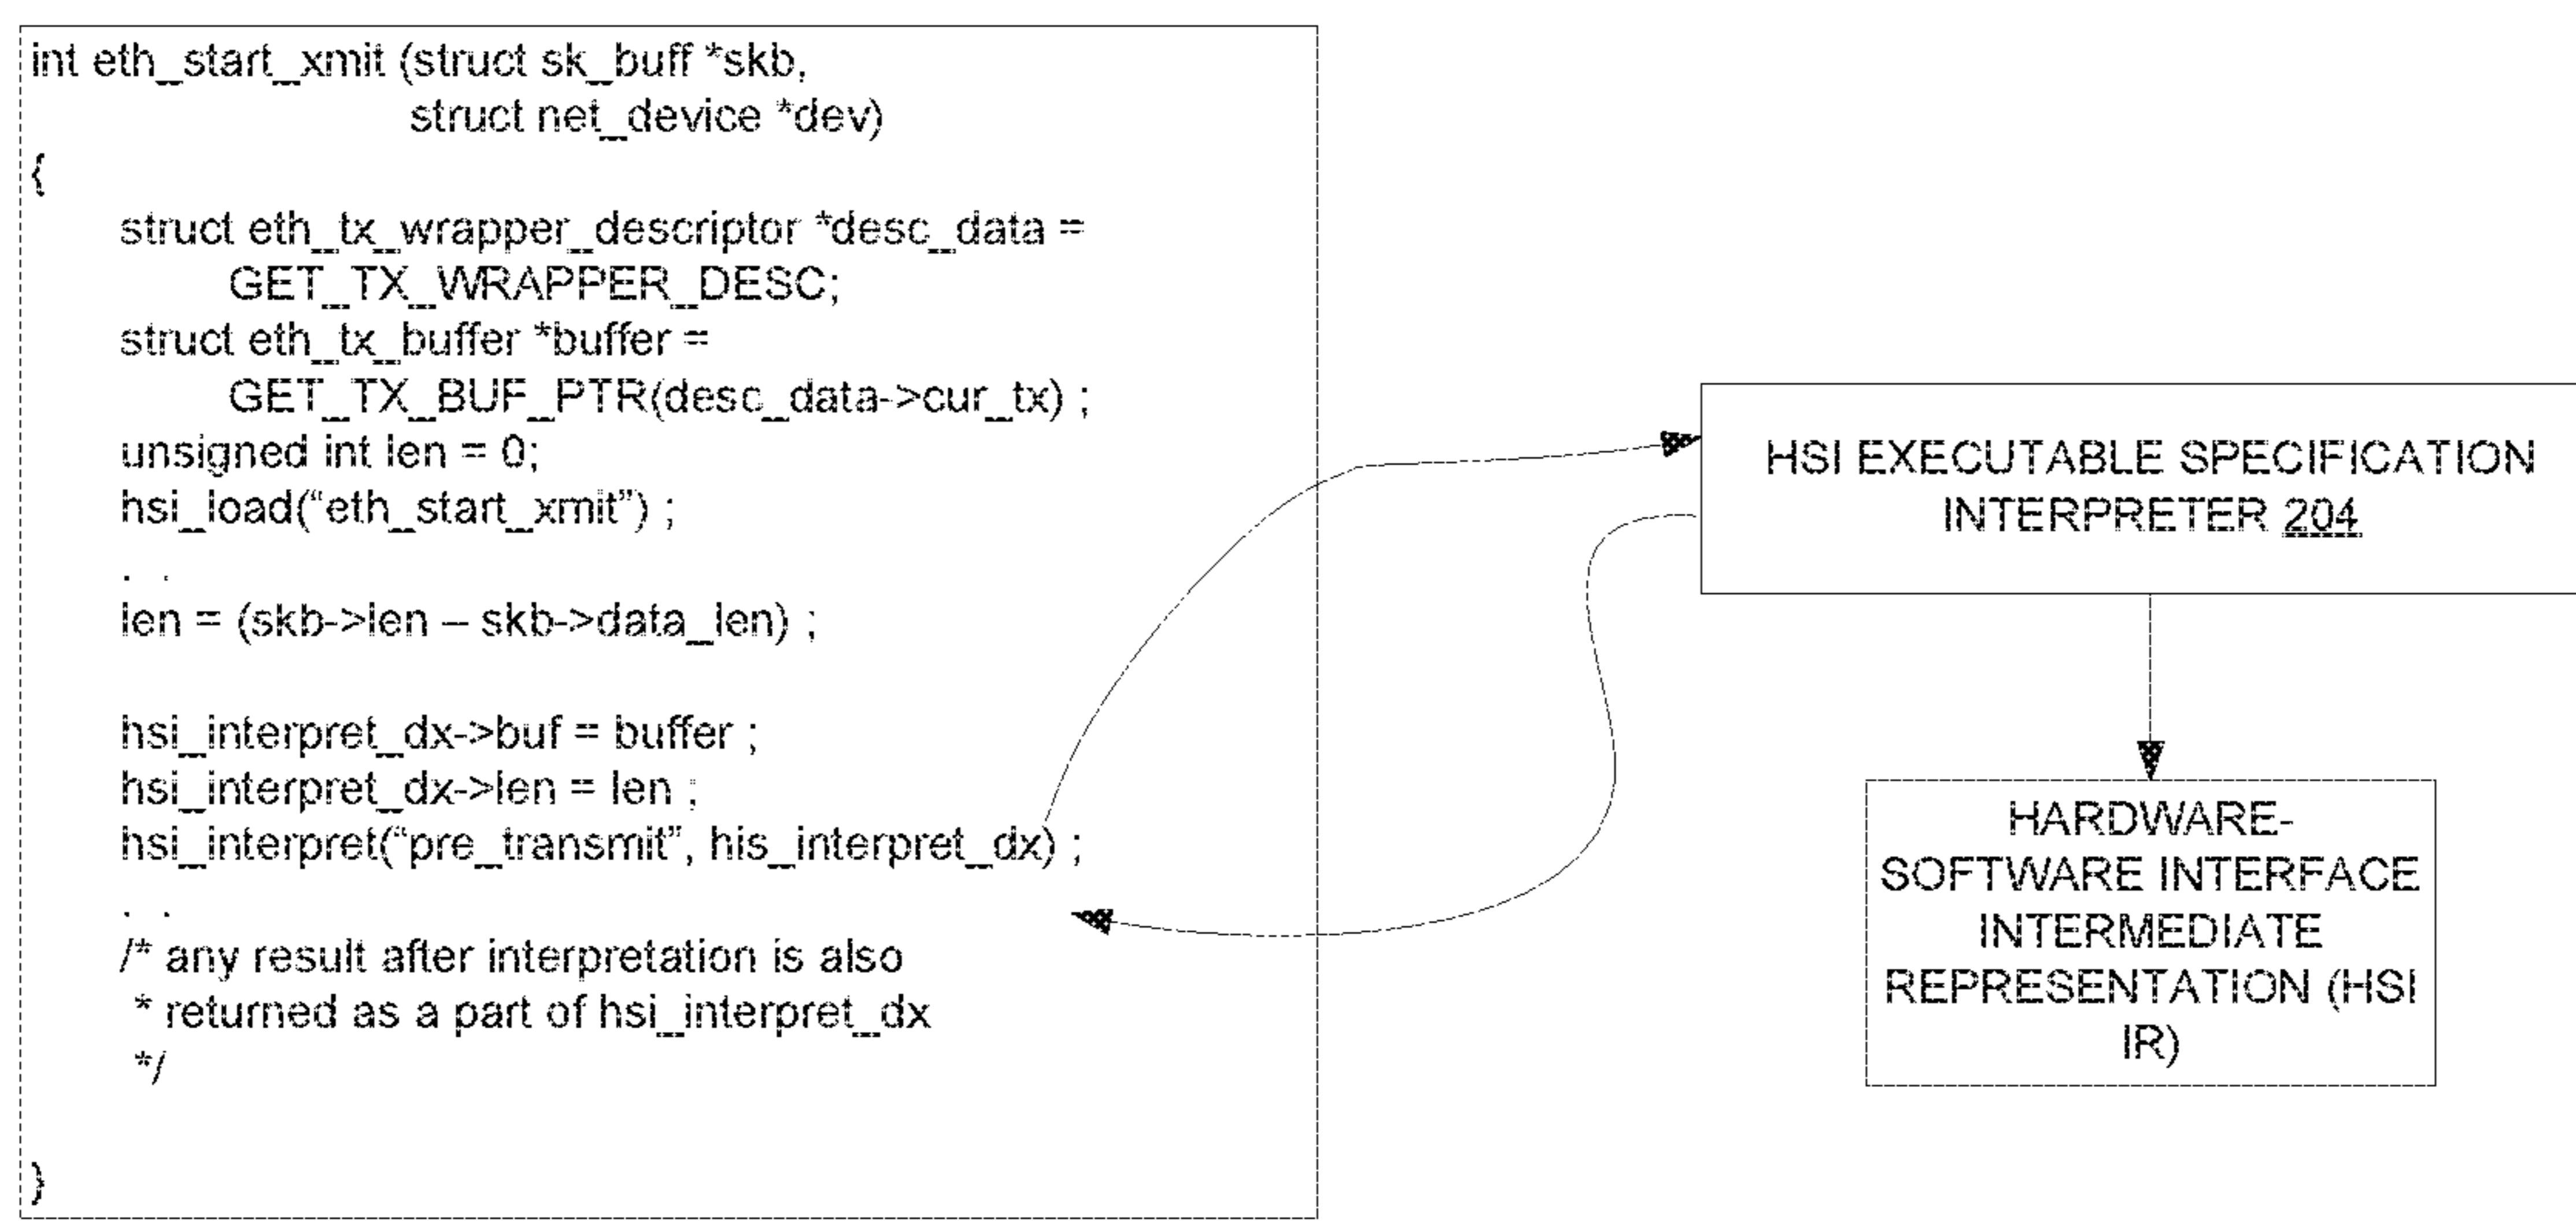 int eth_start_xmit (struct sk_buff *skb,
struct net_device *dev)
{
struct eth_tx_wrapper_descriptor *desc_data =
GET_TX_WRAPPER_DESC;
struct eth_tx_buffer *buffer =
GET_TX_BUF_PTR(desc_data->cur_tx) ;
unsigned int len = 0;
hsi_load(“eth_start_xmit”) ;
. .
len = (skb->len – skb->data_len) ;
hsi_interpret_dx->buf = buffer ;
hsi_interpret_dx->len = len ;
hsi_interpret(“pre_transmit”, his_interpret_dx) ;
. .
/* any result after interpretation is also
* returned as a part of hsi_interpret_dx
*/
}
HSI EXECUTABLE SPECIFICATION
INTERPRETER 204
HARDWARE-
SOFTWARE INTERFACE
INTERMEDIATE
REPRESENTATION (HSI
IR)